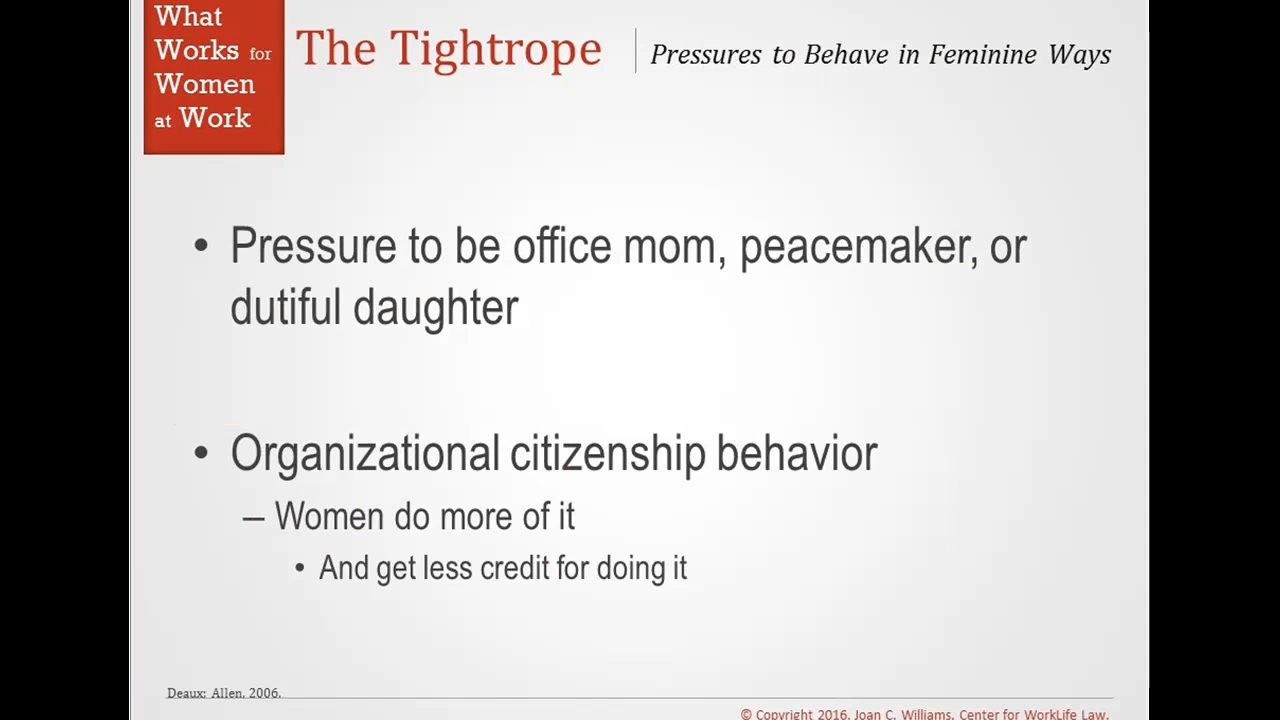 What
Works for
Women
at Work
The Tightrope
Pressures to Behave in Feminine Ways
• Pressure to be office mom, peacemaker, or
dutiful daughter
• Organizational citizenship behavior
– Women do more of it
• And get less credit for doing it
Deaux; Allen, 2006.
© Copyright 2016, Joan C. Williams, Center for WorkLife Law.